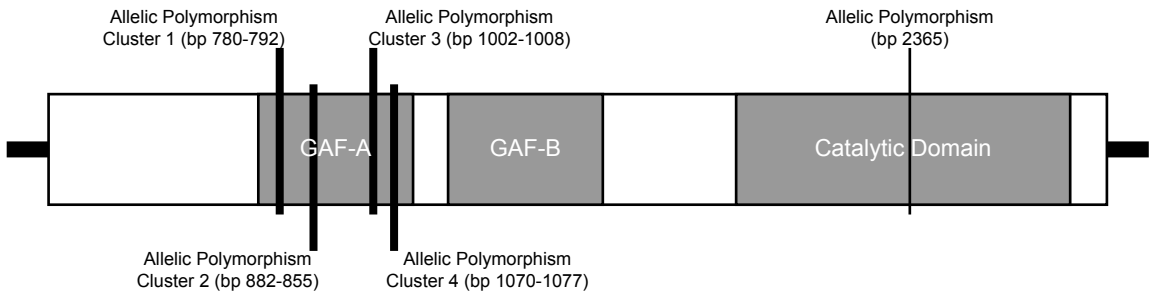 Allelic Polymorphism
Cluster 1 (bp 780-792)
Allelic Polymorphism
Cluster 3 (bp 1002-1008)
Allelic Polymorphism
(bp 2365)
GAF-A
GAF-B
Catalytic Domain
Allelic Polymorphism
Cluster 2 (bp 882-855)
Allelic Polymorphism
Cluster 4 (bp 1070-1077)